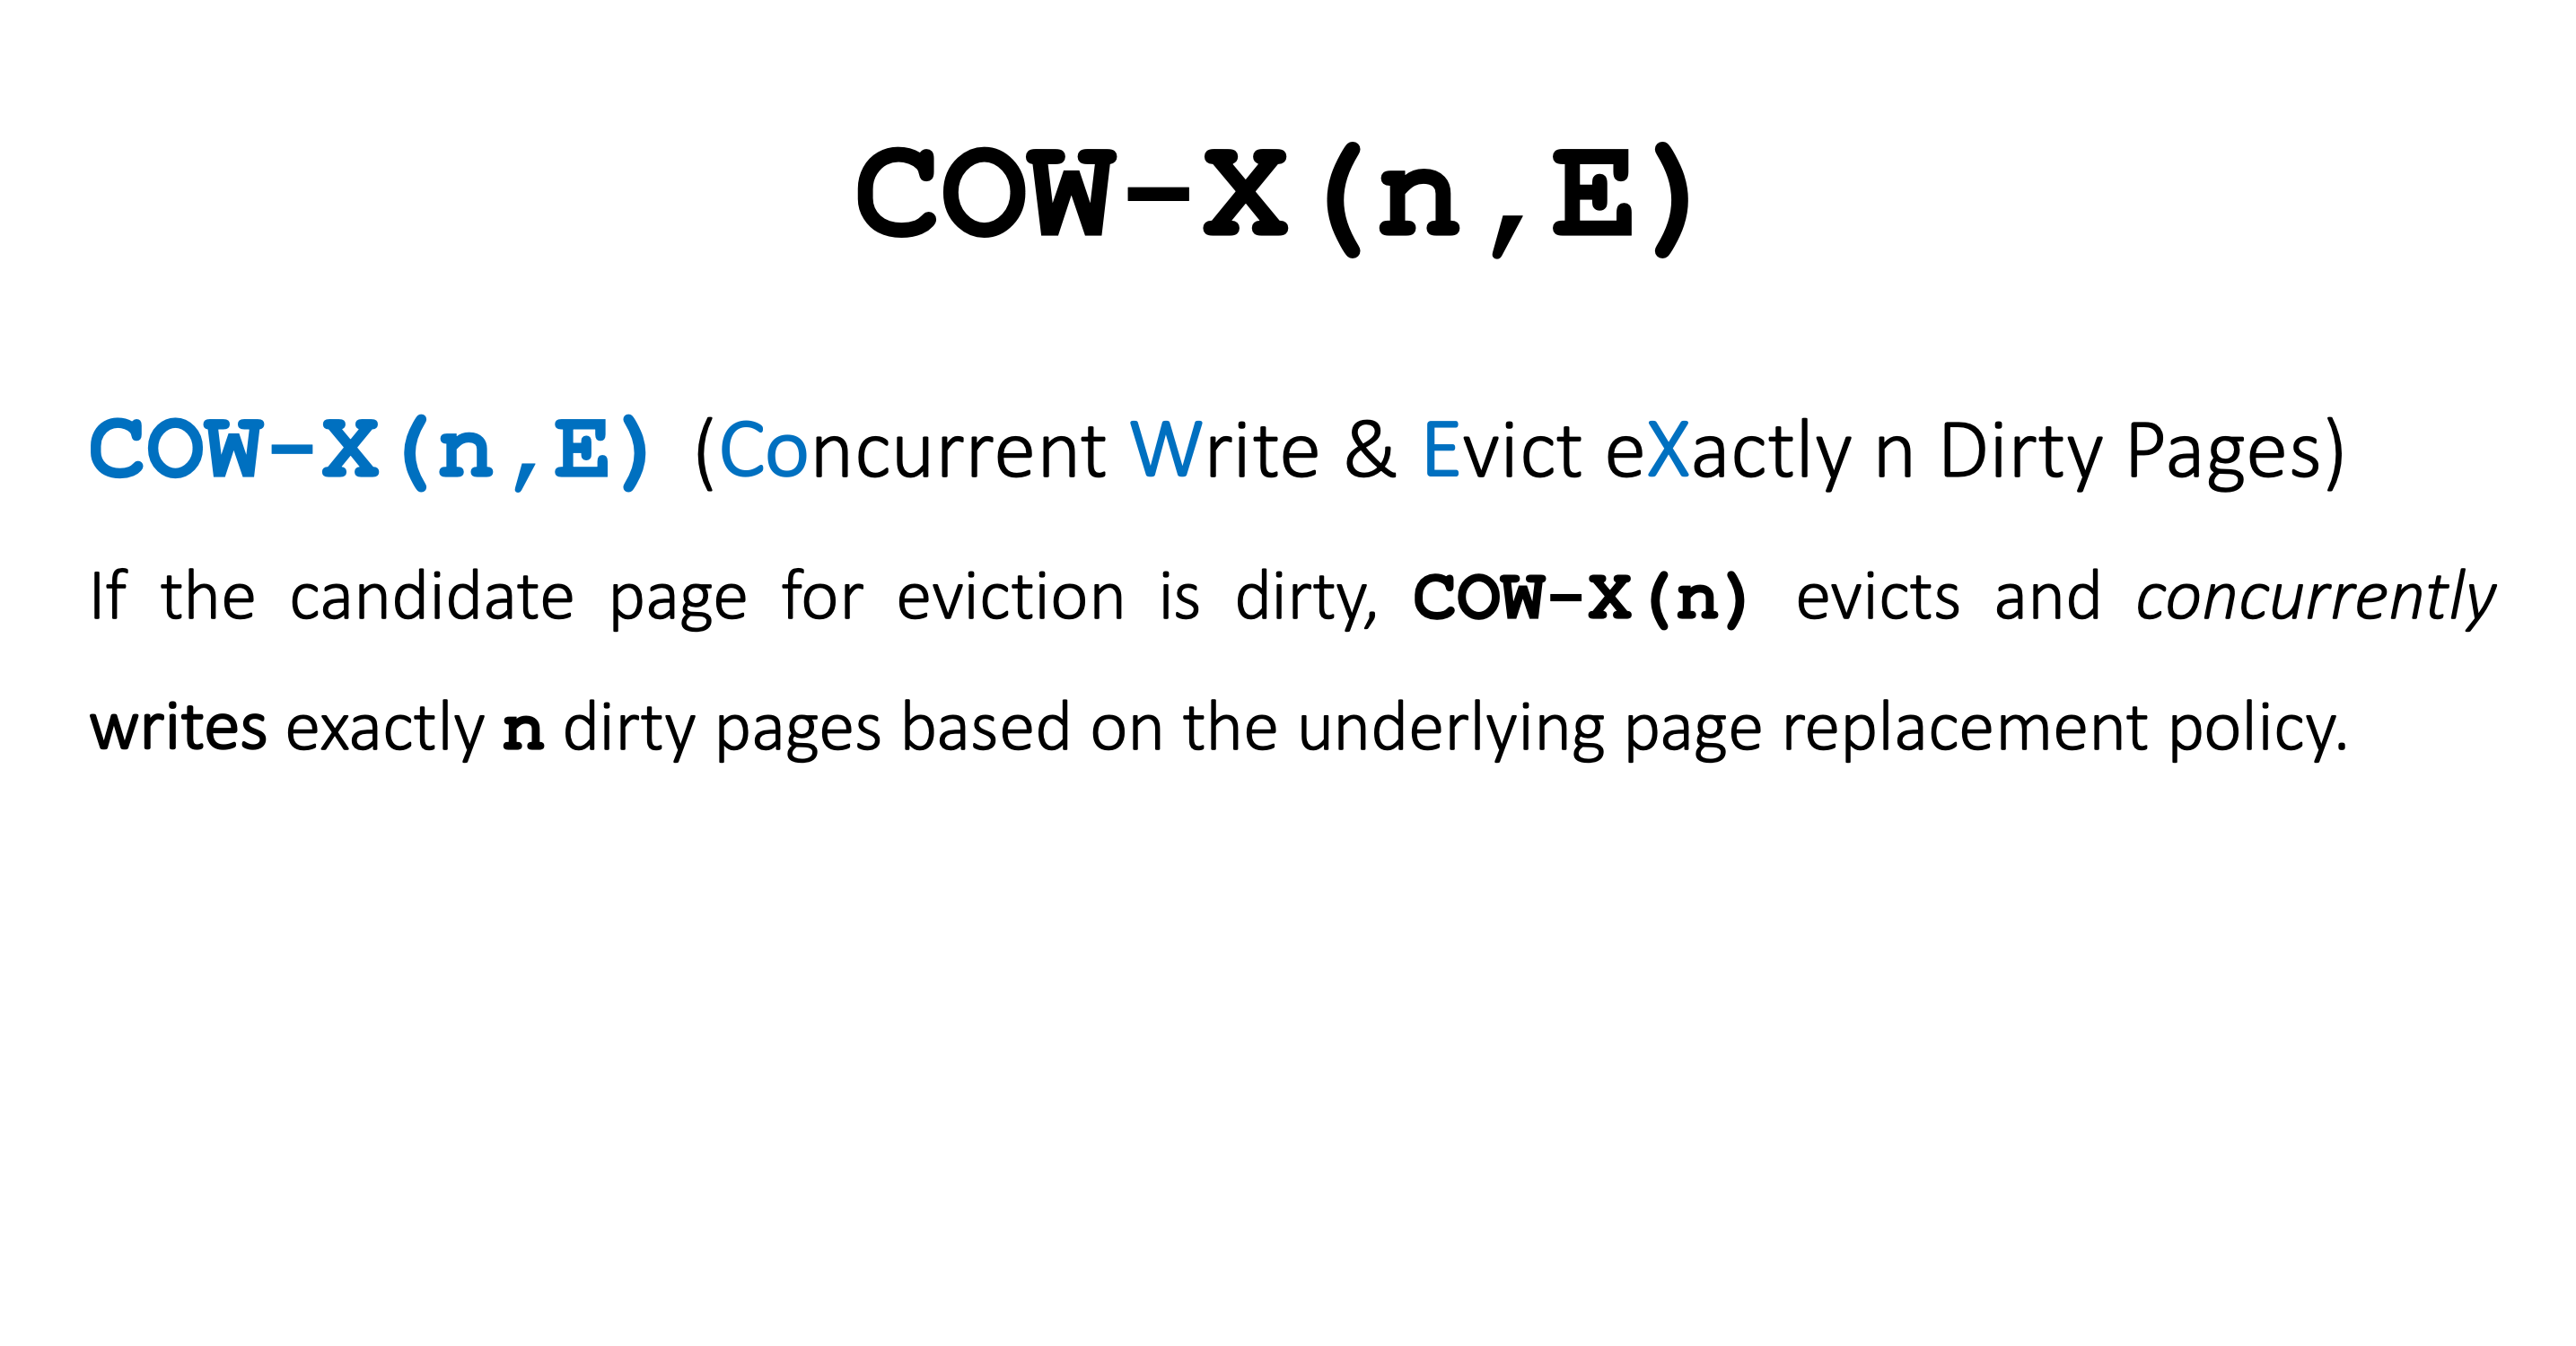 COW-X(n,E)
COW-X(n,E) (Concurrent Write & Evict eXactly n Dirty Pages)
If the candidate page for eviction is dirty, COW-X(n) evicts and concurrently
writes exactly n dirty pages based on the underlying page replacement policy.